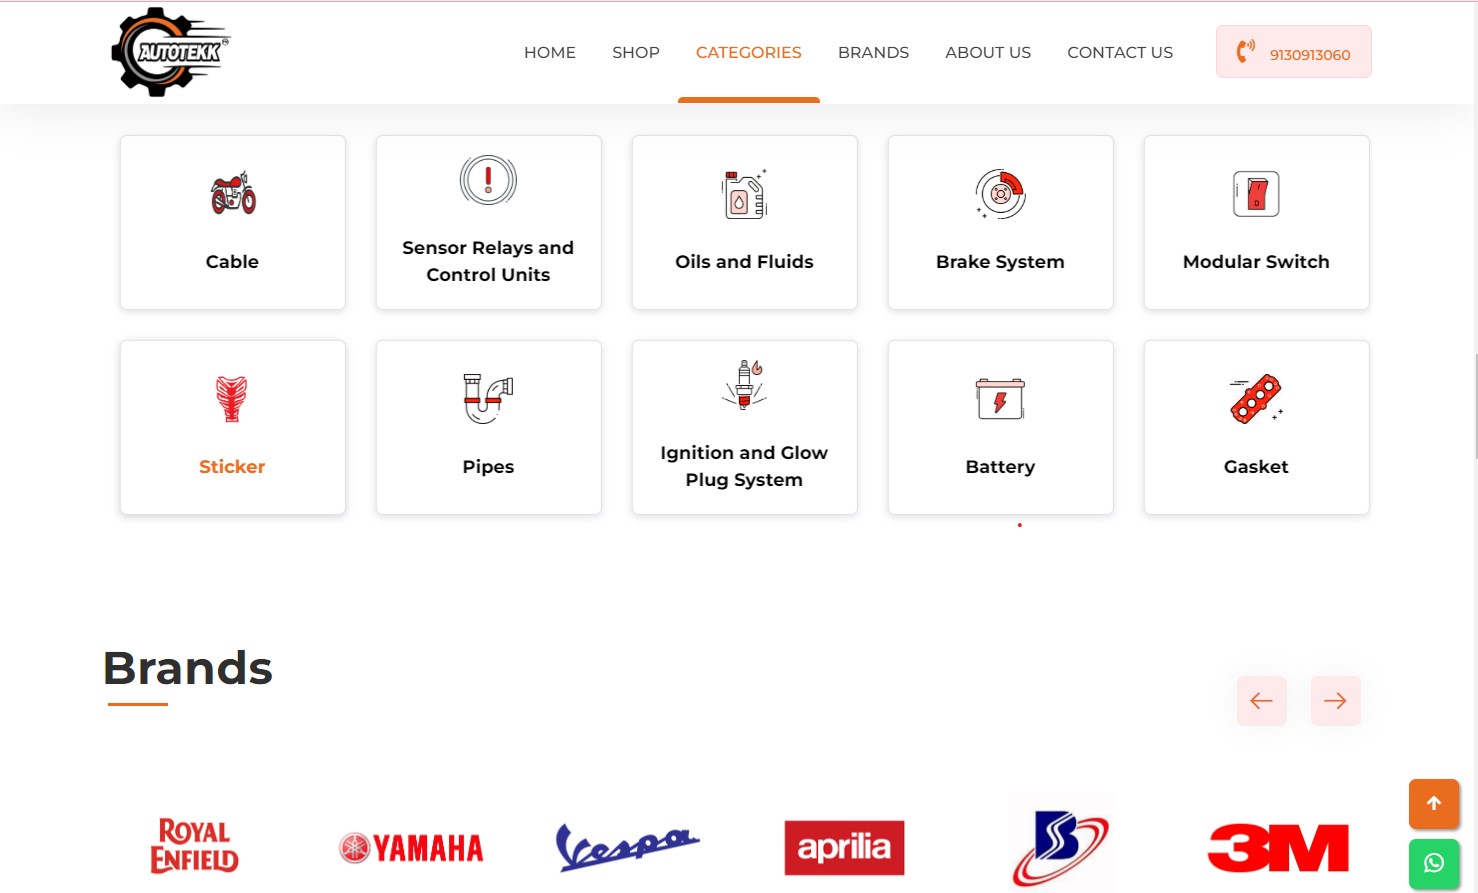 AUTOTEKK
HOME SHOP CATEGORIES BRANDS ABOUT US CONTACT US 9130913060
Cable
Sensor Relays and
Control Units
Oils and Fluids
Brake System
Modular Switch
Sticker
Pipes
Ignition and Glow
Plug System
Battery
Gasket
Brands
ROYAL
ENFIELD
YAMAHA
Vespa
aprilia
3M